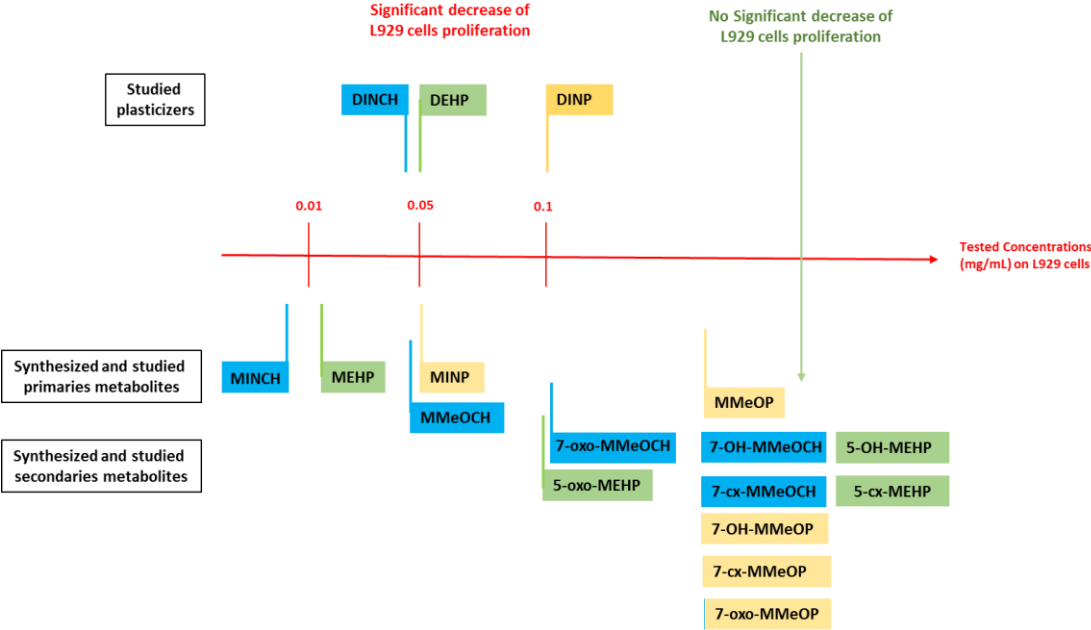 Significant decrease of
L929 cells proliferation
No Significant decrease of
L929 cells proliferation
Studied
plasticizers
DINCH
DEHP
DINP
0.01
0.05
0.1
Tested Concentrations
(mg/mL) on L929 cells
Synthesized and studied
primaries metabolites
MINCH
MEHP
MINP
MMeOCH
MMeOP
Synthesized and studied
secondaries metabolites
7-oxo-MMeOCH
5-oxo-MEHP
7-OH-MMeOCH
5-OH-MEHP
7-cx-MMeOCH
5-cx-MEHP
7-OH-MMeOP
7-cx-MMeOP
7-oxo-MMeOP